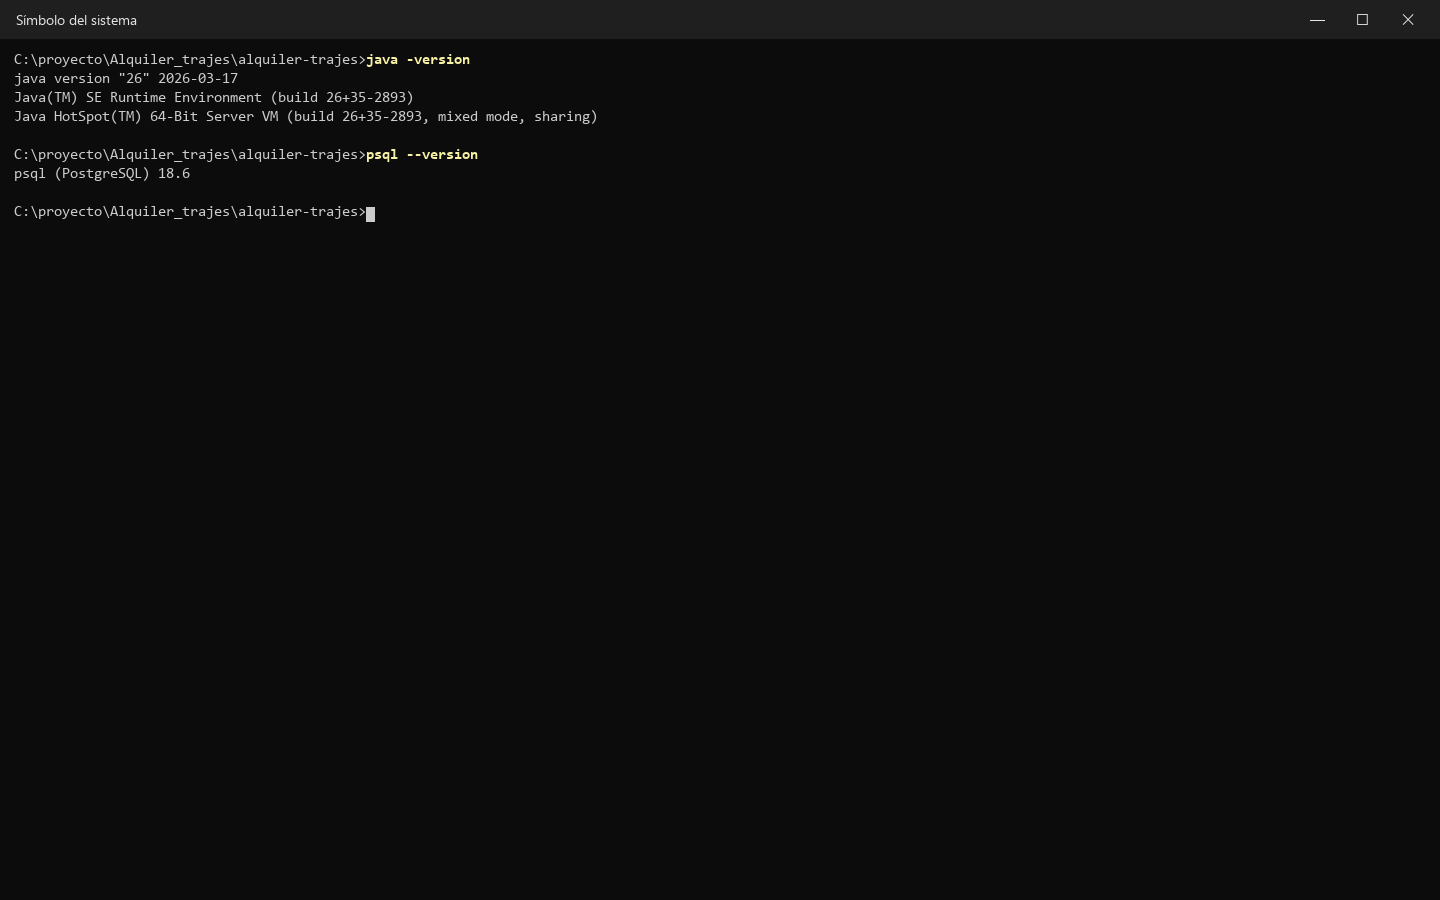 Símbolo del sistema
C:\proyecto\Alquiler_trajes\alquiler-trajes>java -version
java version "26" 2026-03-17
Java(TM) SE Runtime Environment (build 26+35-2893)
Java HotSpot(TM) 64-Bit Server VM (build 26+35-2893, mixed mode, sharing)
C:\proyecto\Alquiler_trajes\alquiler-trajes>psql --version
psql (PostgreSQL) 18.6
C:\proyecto\Alquiler_trajes\alquiler-trajes>